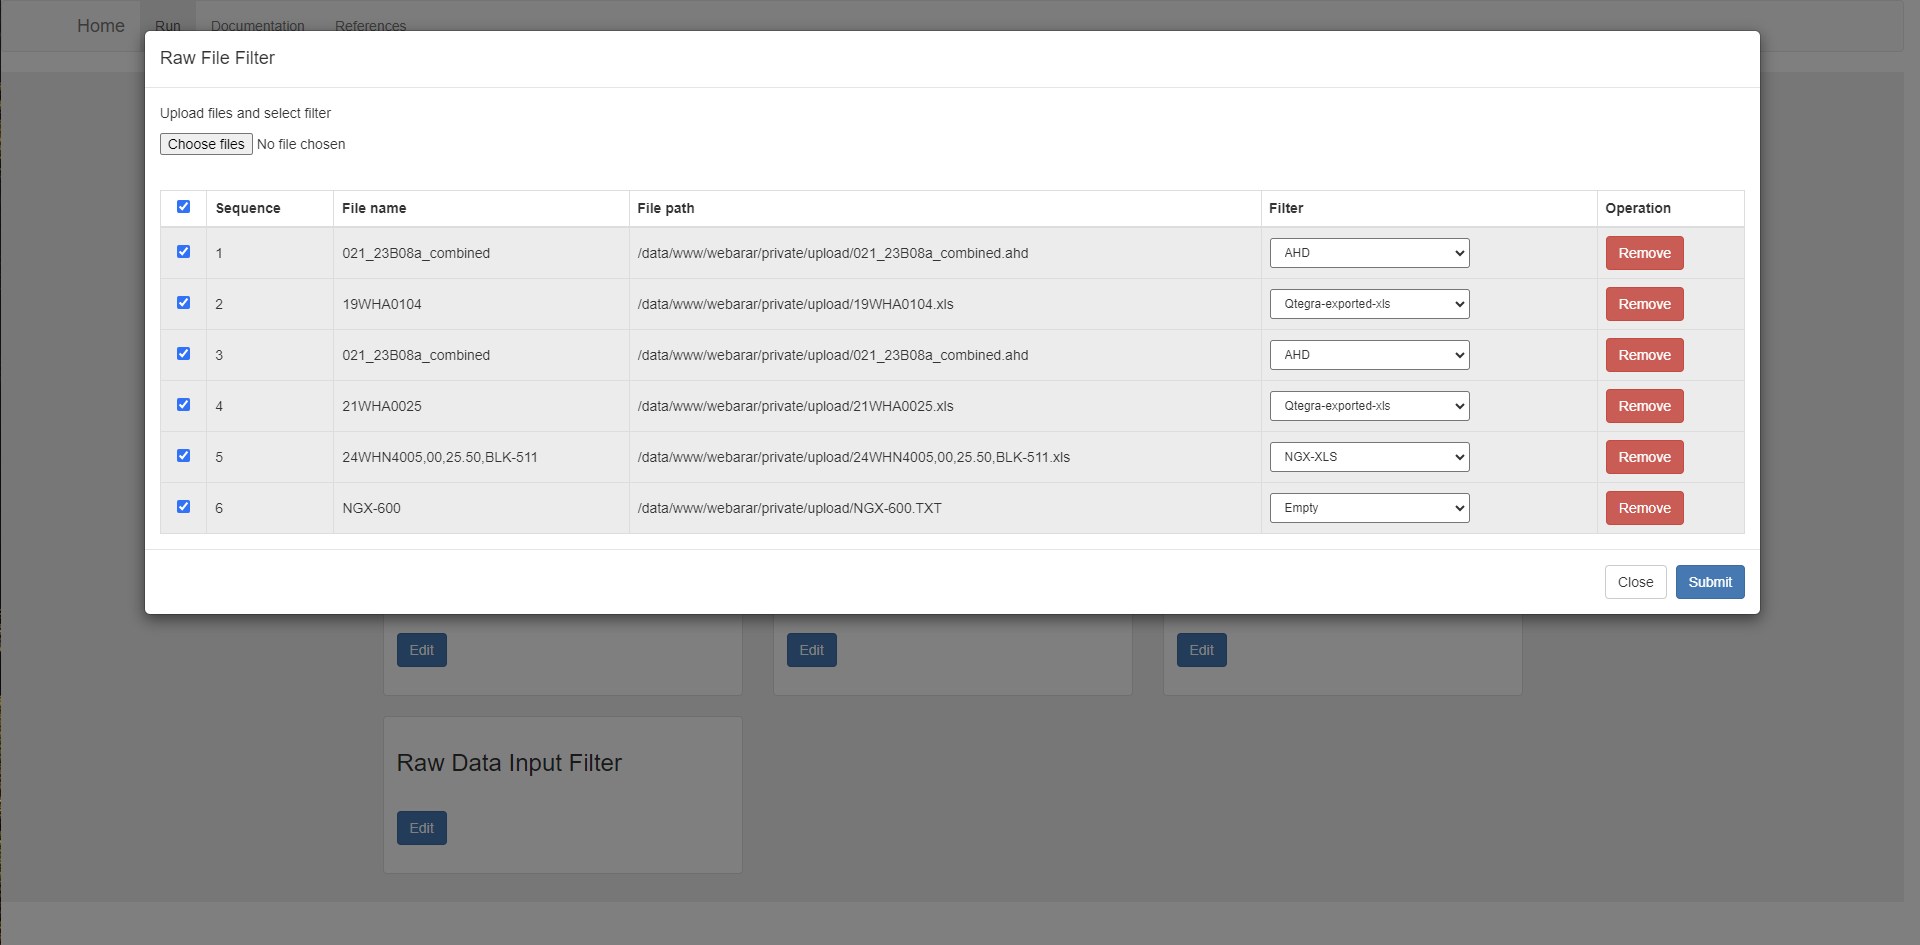 Home Run Documentation References
Raw File Filter
Upload files and select filter
Choose files No file chosen
Sequence File name File path Filter Operation
1 021_23B08a_combined /data/www/webarar/private/upload/021_23B08a_combined.ahd AHD Remove
2 19WHA0104 /data/www/webarar/private/upload/19WHA0104.xls Qtegra-exported-xls Remove
3 021_23B08a_combined /data/www/webarar/private/upload/021_23B08a_combined.ahd AHD Remove
4 21WHA0025 /data/www/webarar/private/upload/21WHA0025.xls Qtegra-exported-xls Remove
5 24WHN4005,00,25.50,BLK-511 /data/www/webarar/private/upload/24WHN4005,00,25.50,BLK-511.xls NGX-XLS Remove
6 NGX-600 /data/www/webarar/private/upload/NGX-600.TXT Empty Remove
Close Submit
Edit Edit Edit
Raw Data Input Filter
Edit